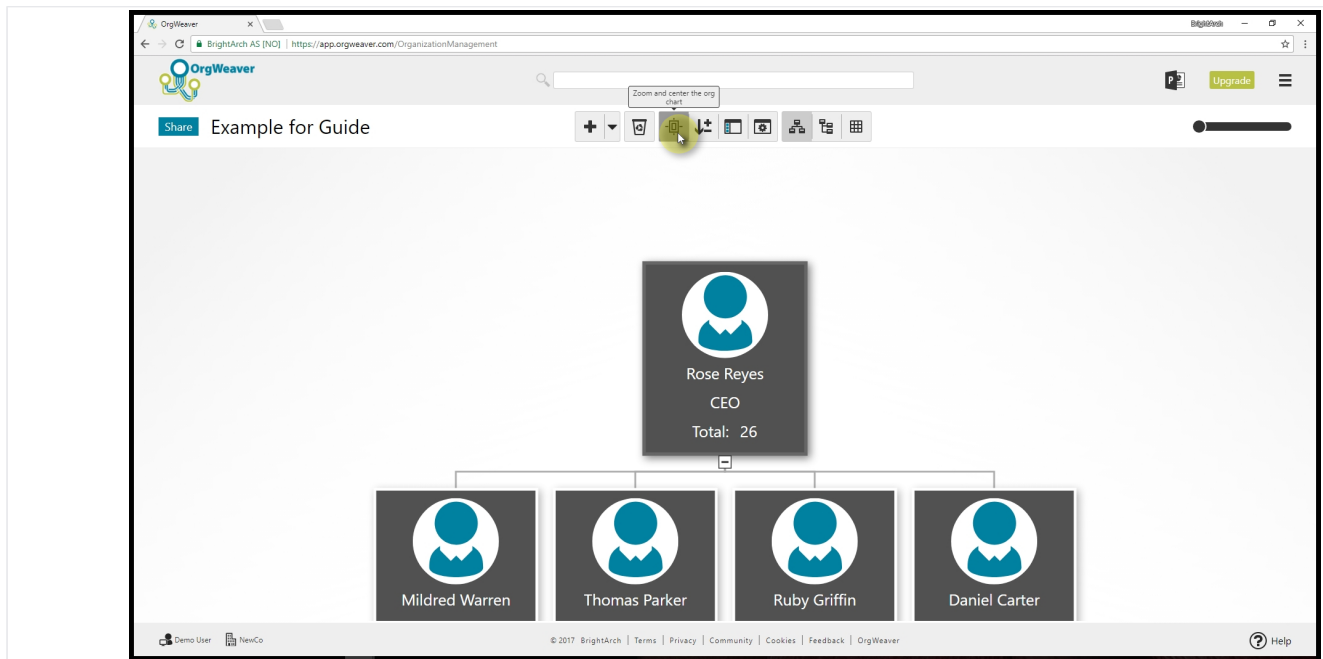 OrgWeaver
BrightArch
BrightArch AS [NO] | https://app.orgweaver.com/OrganizationManagement
OrgWeaver
Upgrade
Zoom and center the org
chart
Share Example for Guide
Rose Reyes
CEO
Total: 26
Mildred Warren
Thomas Parker
Ruby Griffin
Daniel Carter
Demo User
NewCo
© 2017 BrightArch | Terms | Privacy | Community | Cookies | Feedback | OrgWeaver
Help